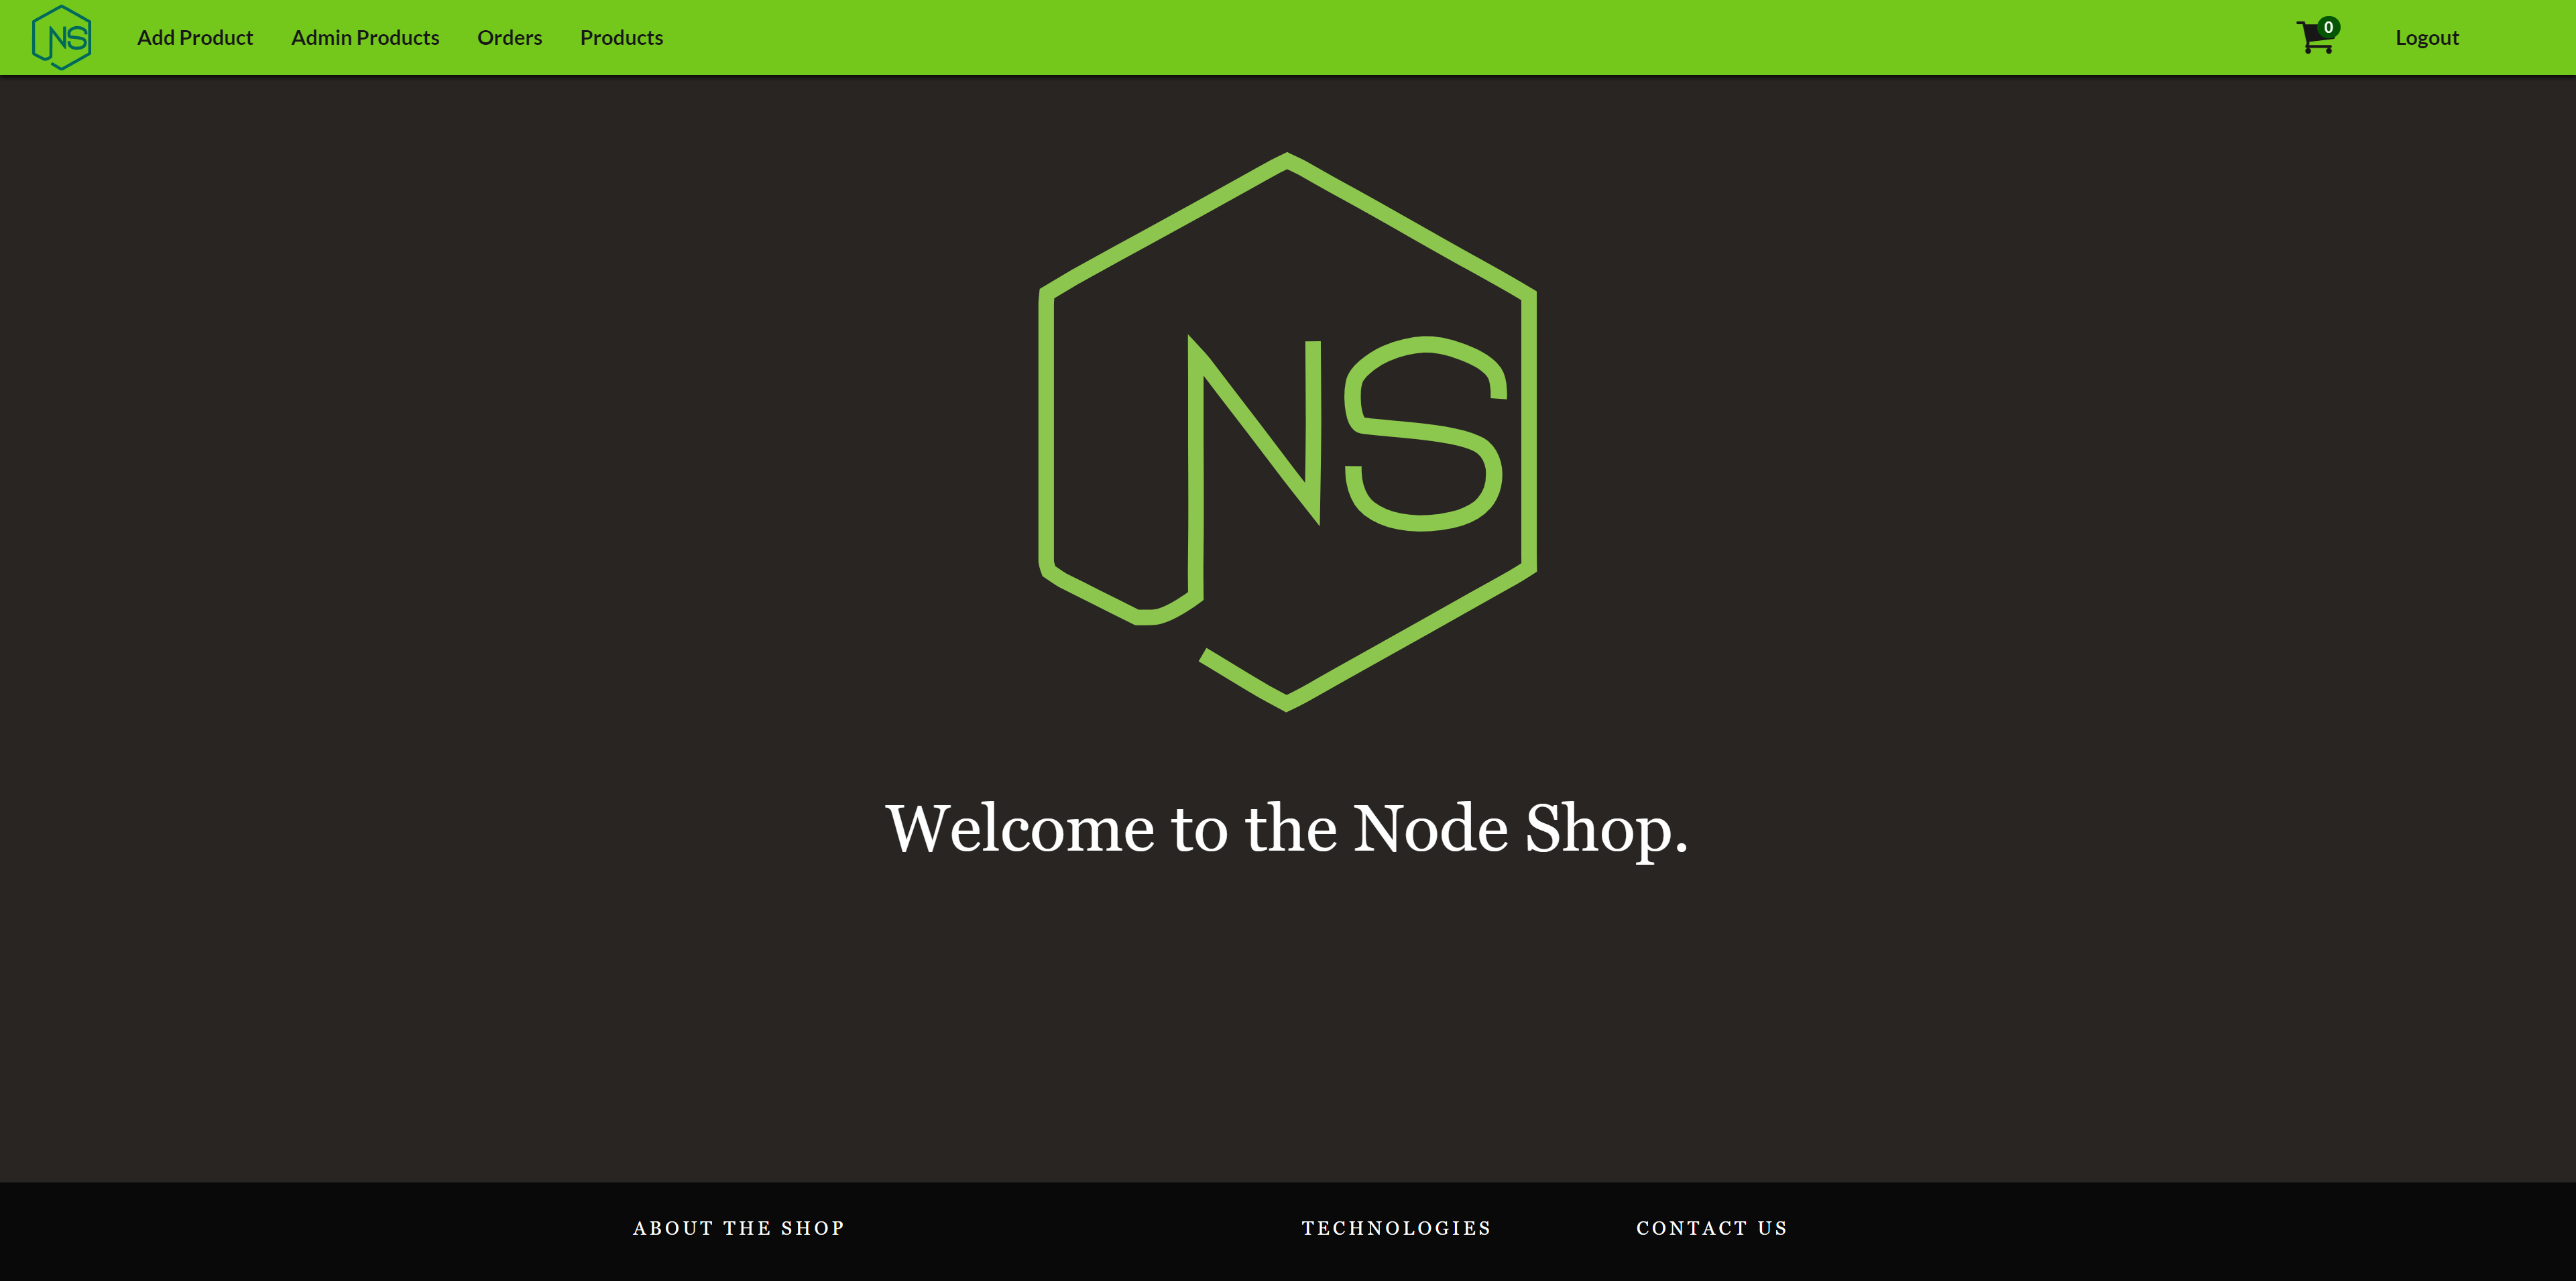 NS Add Product Admin Products Orders Products 0 Logout
NS
Welcome to the Node Shop.
ABOUT THE SHOP TECHNOLOGIES CONTACT US